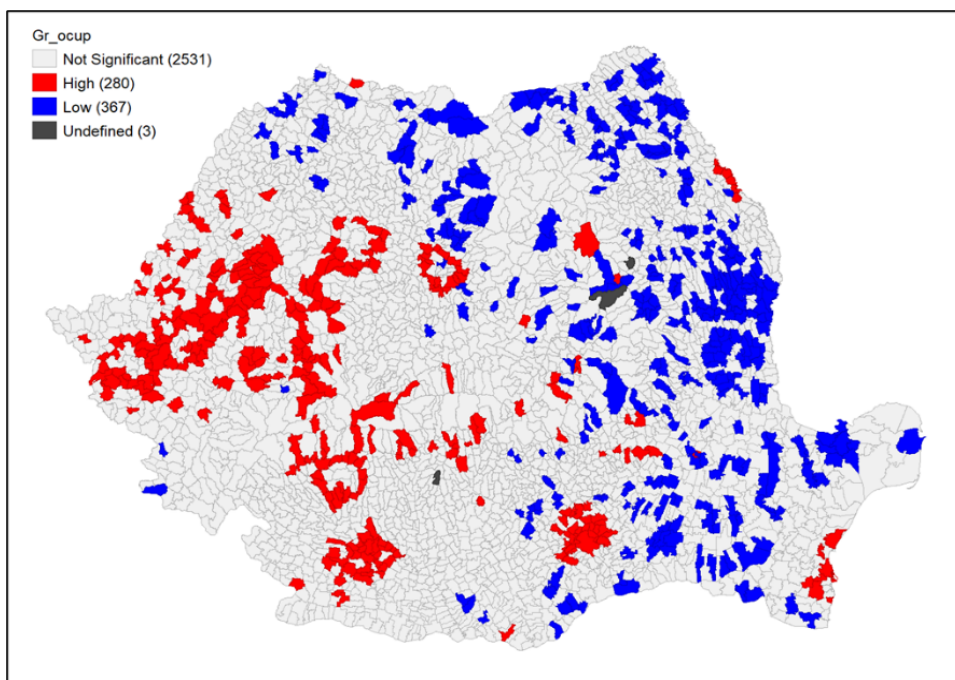 Gr_ocup
Not Significant (2531)
High (280)
Low (367)
Undefined (3)